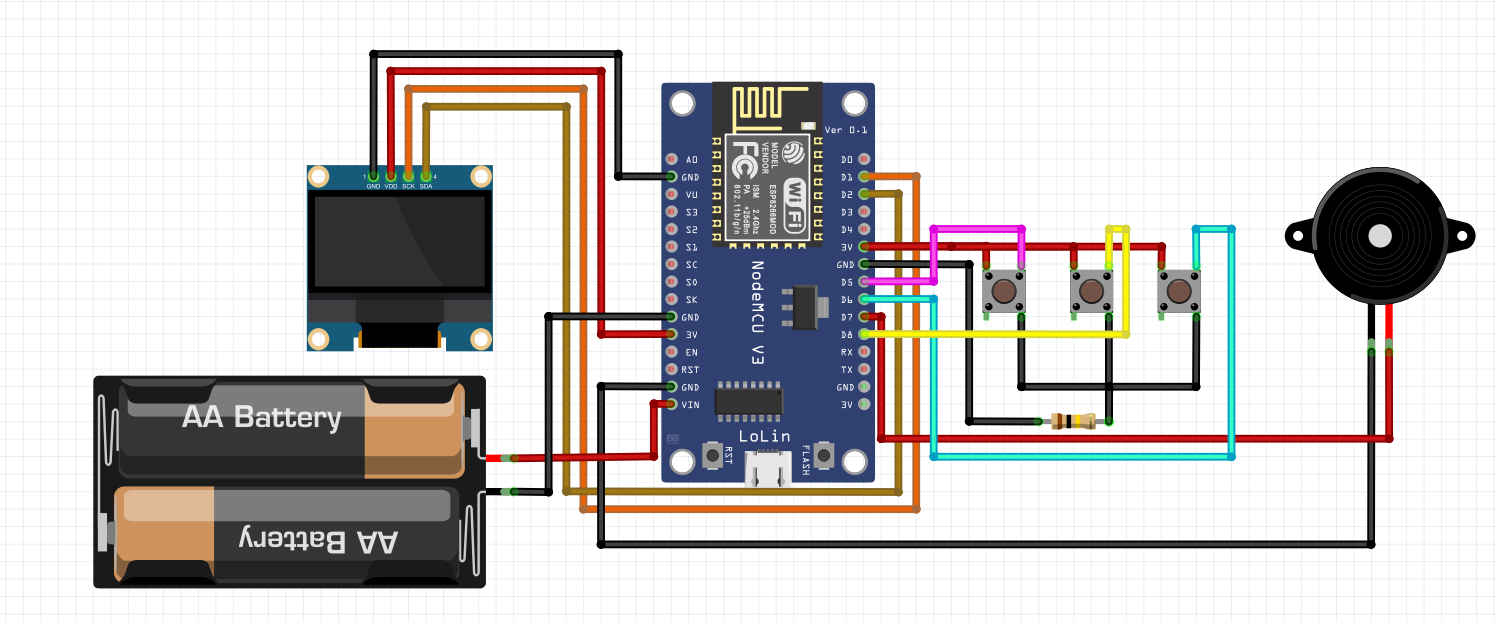 1 4
GND VDD SCK SDA
AA Battery
AA Battery
Ver 0.1
MODEL
VENDOR
ESP8266MOD
ISM 2.4Ghz
PA +25dBm
802.11b/g/n
FC
WiFi
A0
GND
VU
S3
S2
S1
SC
S0
SK
GND
3V
EN
RST
GND
VIN
D0
D1
D2
D3
D4
3V
GND
D5
D6
D7
D8
RX
TX
GND
3V
NodeMCU V3
LoLin
RST
FLASH